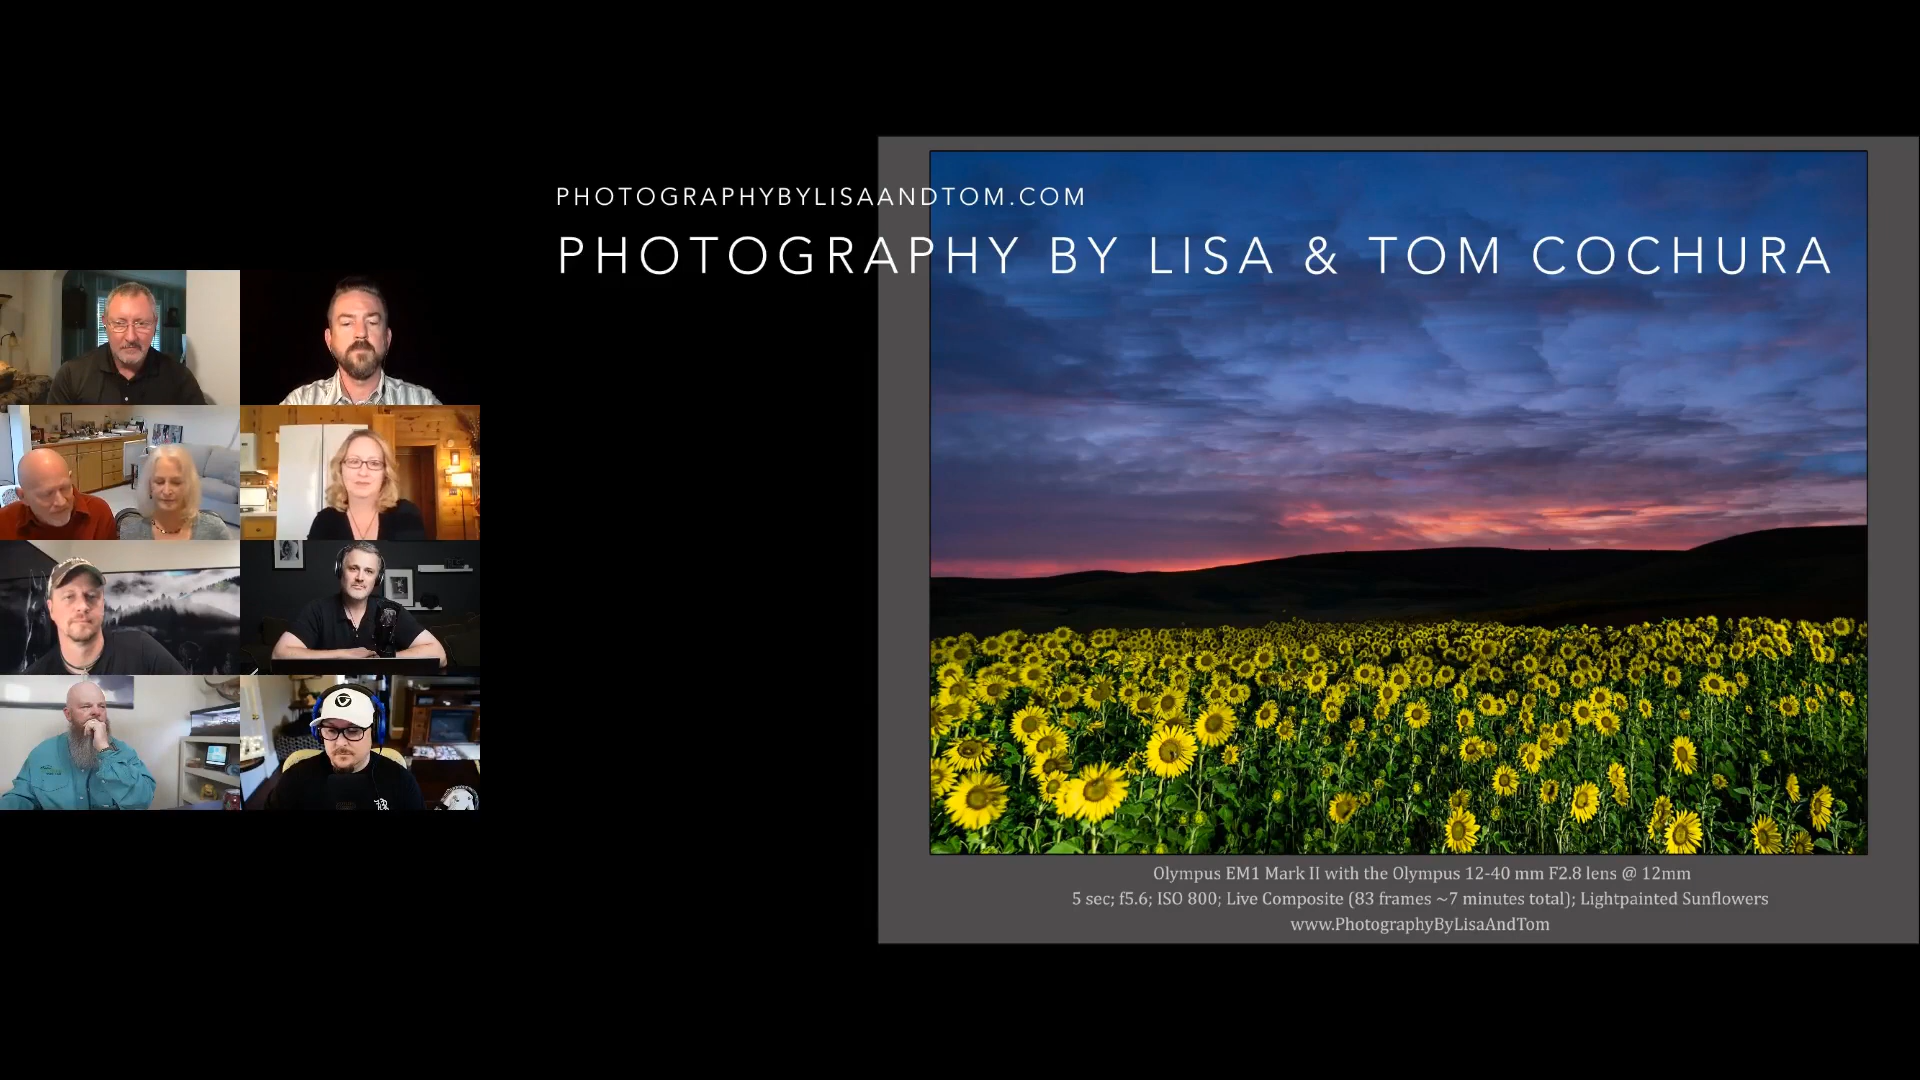 PHOTOGRAPHYBYLISAANDTOM.COM
PHOTOGRAPHY BY LISA & TOM COCHURA
Olympus EM1 Mark II with the Olympus 12-40 mm F2.8 lens @ 12mm
5 sec; f5.6; ISO 800; Live Composite (83 frames ~7 minutes total); Lightpainted Sunflowers
www.PhotographyByLisaAndTom